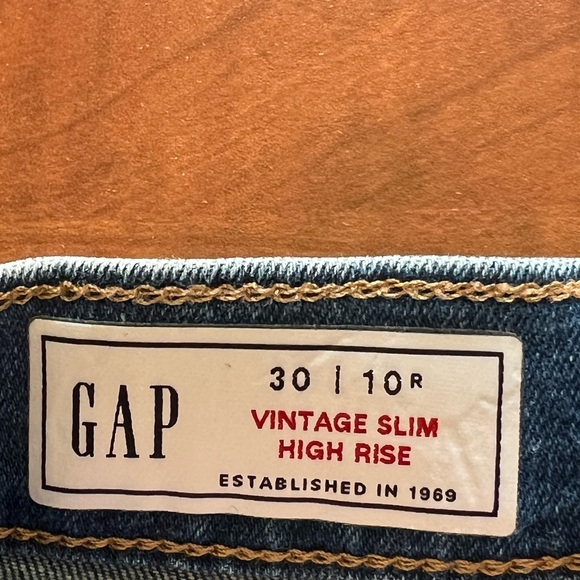 GAP
30 | 10R
VINTAGE SLIM
HIGH RISE
ESTABLISHED IN 1969